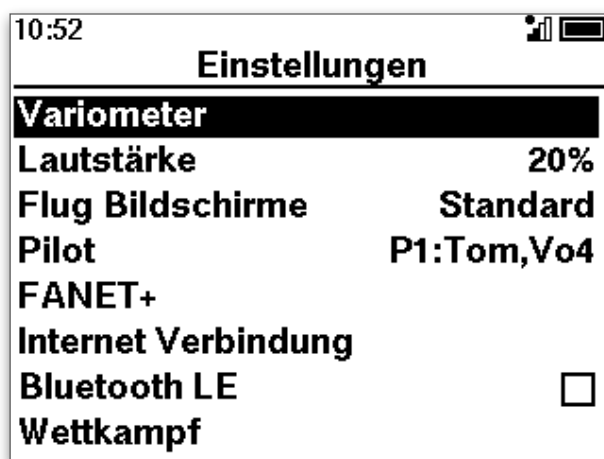 10:52
Einstellungen
Variometer
Lautstärke 20%
Flug Bildschirme Standard
Pilot P1:Tom,Vo4
FANET+
Internet Verbindung
Bluetooth LE
Wettkampf